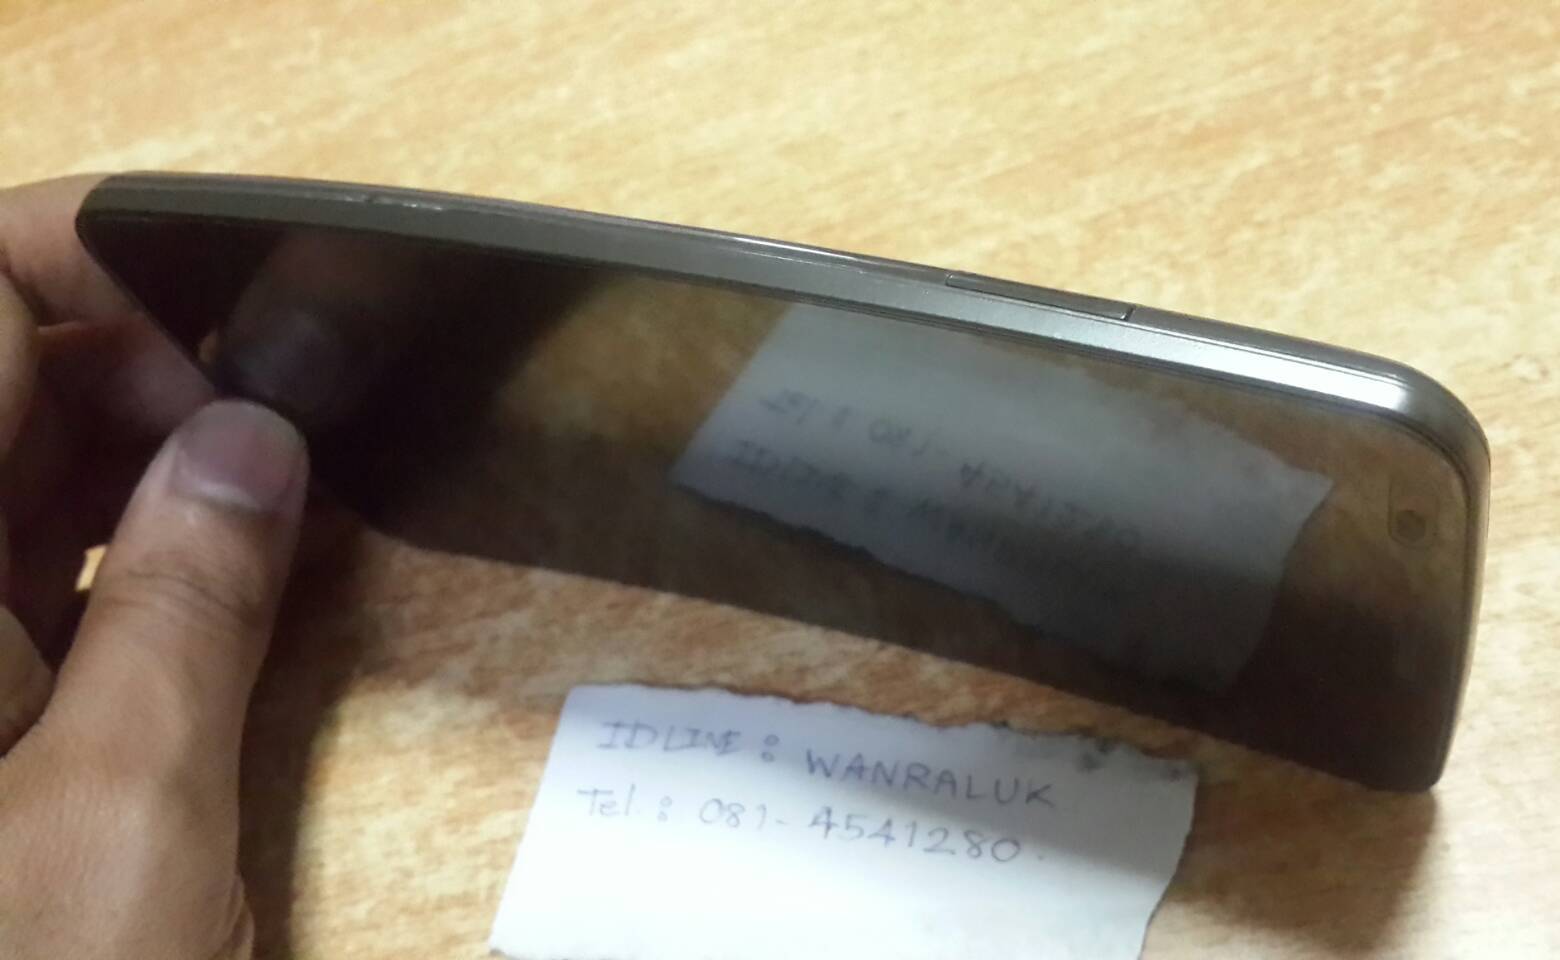 IDLINE : WANRALUK
Tel. : 081-4541280.